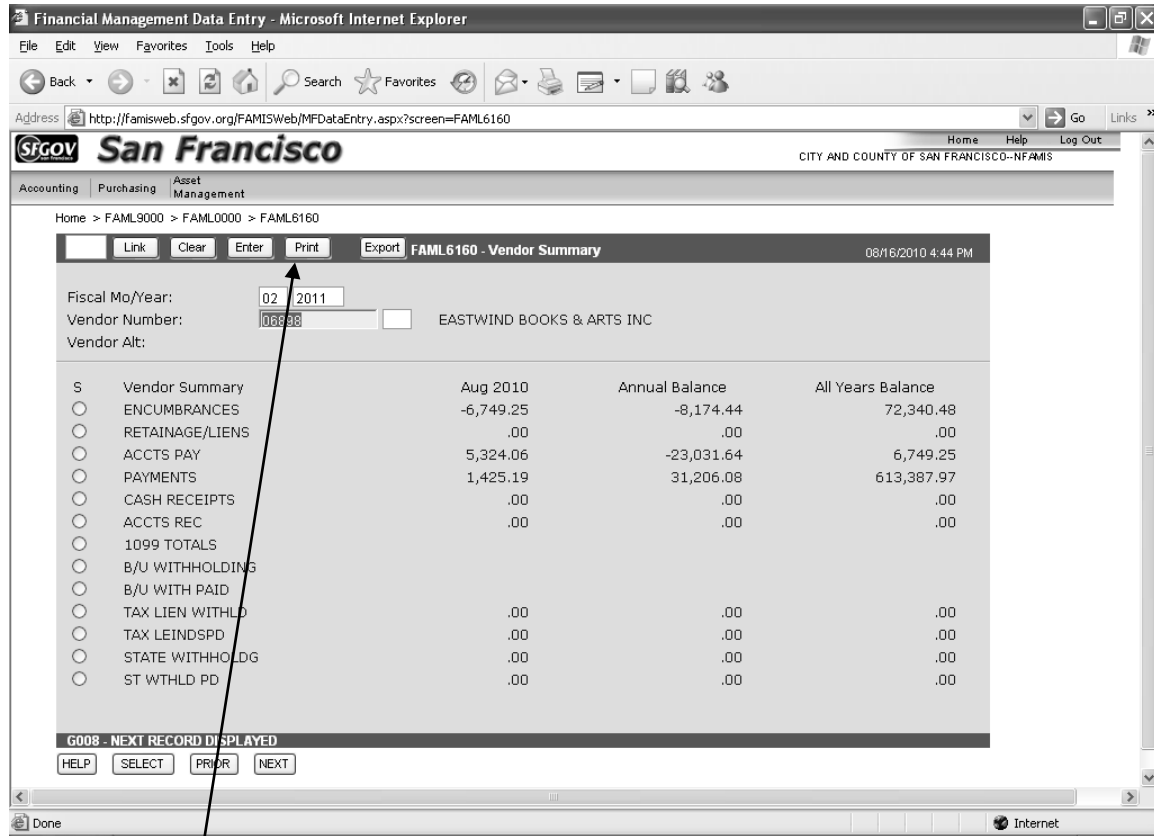 Financial Management Data Entry - Microsoft Internet Explorer
File Edit View Favorites Tools Help
Back Search Favorites
Address http://famisweb.sfgov.org/FAMISWeb/MFDataEntry.aspx?screen=FAML6160 Go Links »
SFGOV San Francisco Home Help Log Out
CITY AND COUNTY OF SAN FRANCISCO--NFAMIS
Accounting Purchasing Asset Management
Home > FAML9000 > FAML0000 > FAML6160
Link Clear Enter Print Export FAML6160 - Vendor Summary 08/16/2010 4:44 PM
Fiscal Mo/Year: 02 2011
Vendor Number: 06898 EASTWIND BOOKS & ARTS INC
Vendor Alt:
S Vendor Summary Aug 2010 Annual Balance All Years Balance
ENCUMBRANCES -6,749.25 -8,174.44 72,340.48
RETAINAGE/LIENS .00 .00 .00
ACCTS PAY 5,324.06 -23,031.64 6,749.25
PAYMENTS 1,425.19 31,206.08 613,387.97
CASH RECEIPTS .00 .00 .00
ACCTS REC .00 .00 .00
1099 TOTALS
B/U WITHHOLDING
B/U WITH PAID
TAX LIEN WITHLD .00 .00 .00
TAX LEINDSPD .00 .00 .00
STATE WITHHOLDG .00 .00 .00
ST WTHLD PD .00 .00 .00
G008 - NEXT RECORD DISPLAYED
HELP SELECT PRIOR NEXT
Done Internet